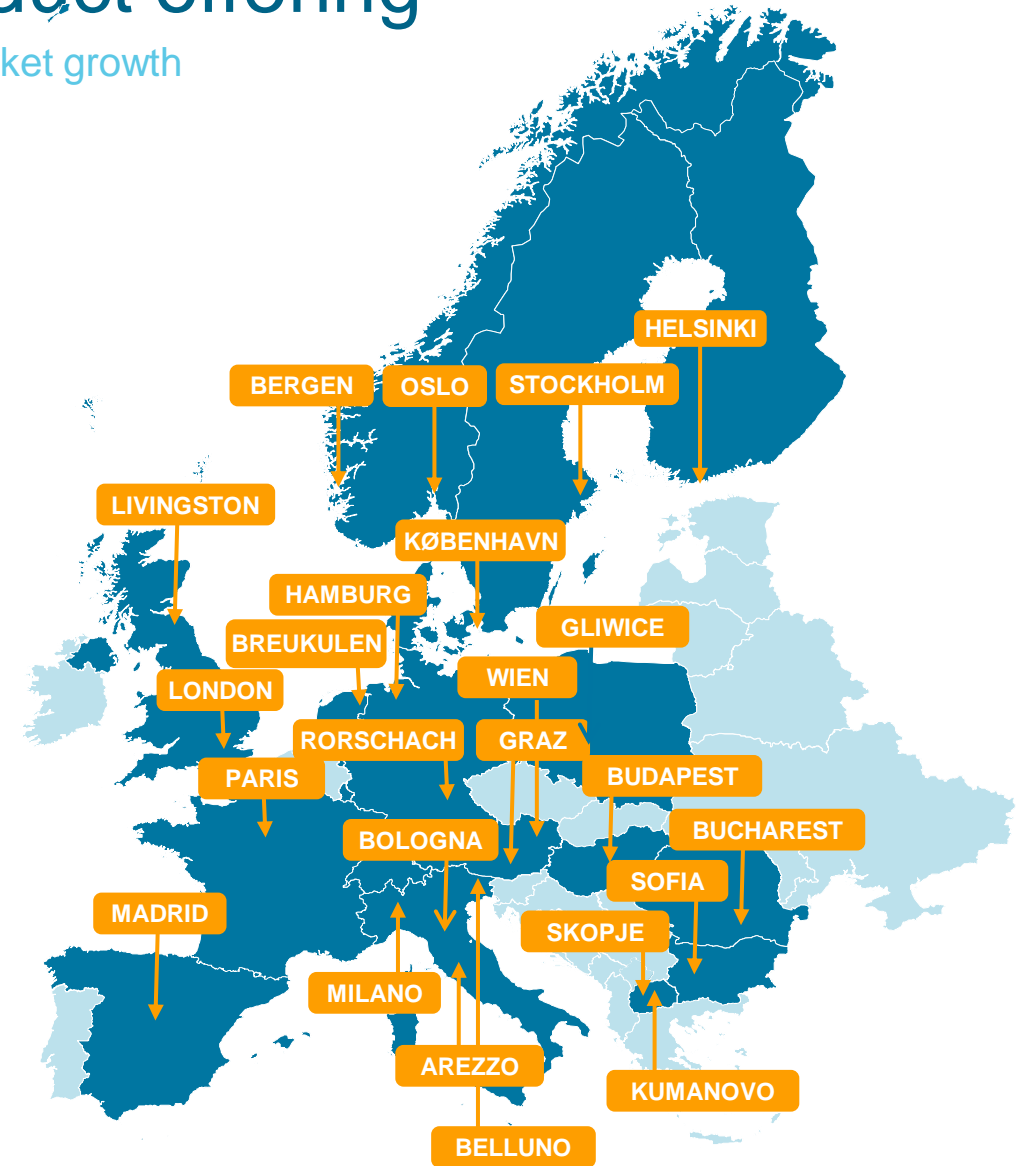 ket growth
HELSINKI
BERGEN
OSLO
STOCKHOLM
LIVINGSTON
KØBENHAVN
HAMBURG
GLIWICE
BREUKULEN
WIEN
LONDON
RORSCHACH
GRAZ
PARIS
BUDAPEST
BUCHAREST
BOLOGNA
SOFIA
MADRID
SKOPJE
MILANO
AREZZO
KUMANOVO
BELLUNO